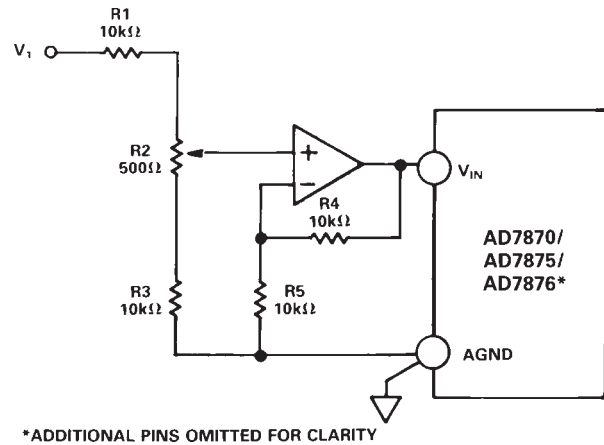 R1
10kΩ
V₁
R2
500Ω
+
−
R4
10kΩ
R3
10kΩ
R5
10kΩ
VIN
AD7870/
AD7875/
AD7876*
AGND
*ADDITIONAL PINS OMITTED FOR CLARITY